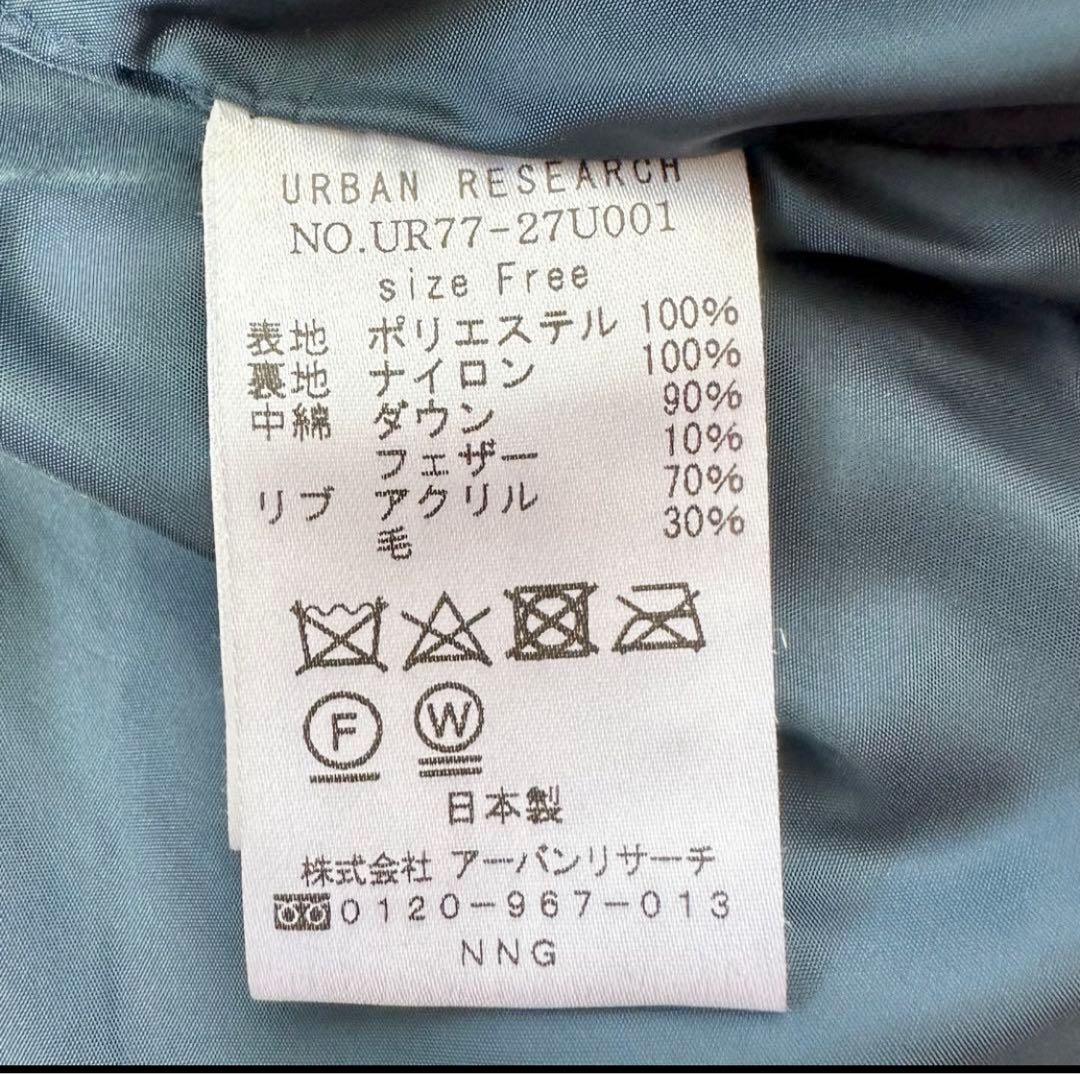 URBAN RESEARCH
NO.UR77-27U001
size Free
表地 ポリエステル 100%
裏地 ナイロン 100%
中綿 ダウン 90%
フェザー 10%
リブ アクリル 70%
毛 30%
F W
日本製
株式会社 アーバンリサーチ
0120-967-013
NNG